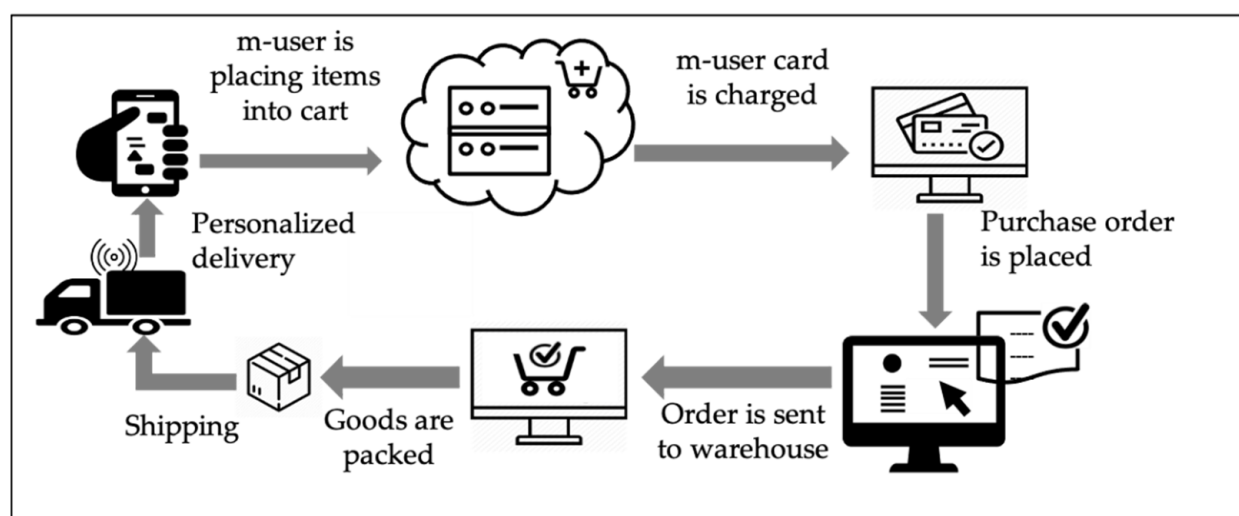 m-user is
placing items
into cart
m-user card
is charged
Personalized
delivery
Purchase order
is placed
Shipping
Goods are
packed
Order is sent
to warehouse